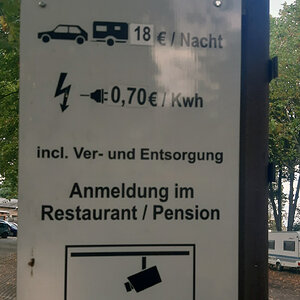 18 € / Nacht
0,70€ / Kwh
incl. Ver- und Entsorgung
Anmeldung im
Restaurant / Pension